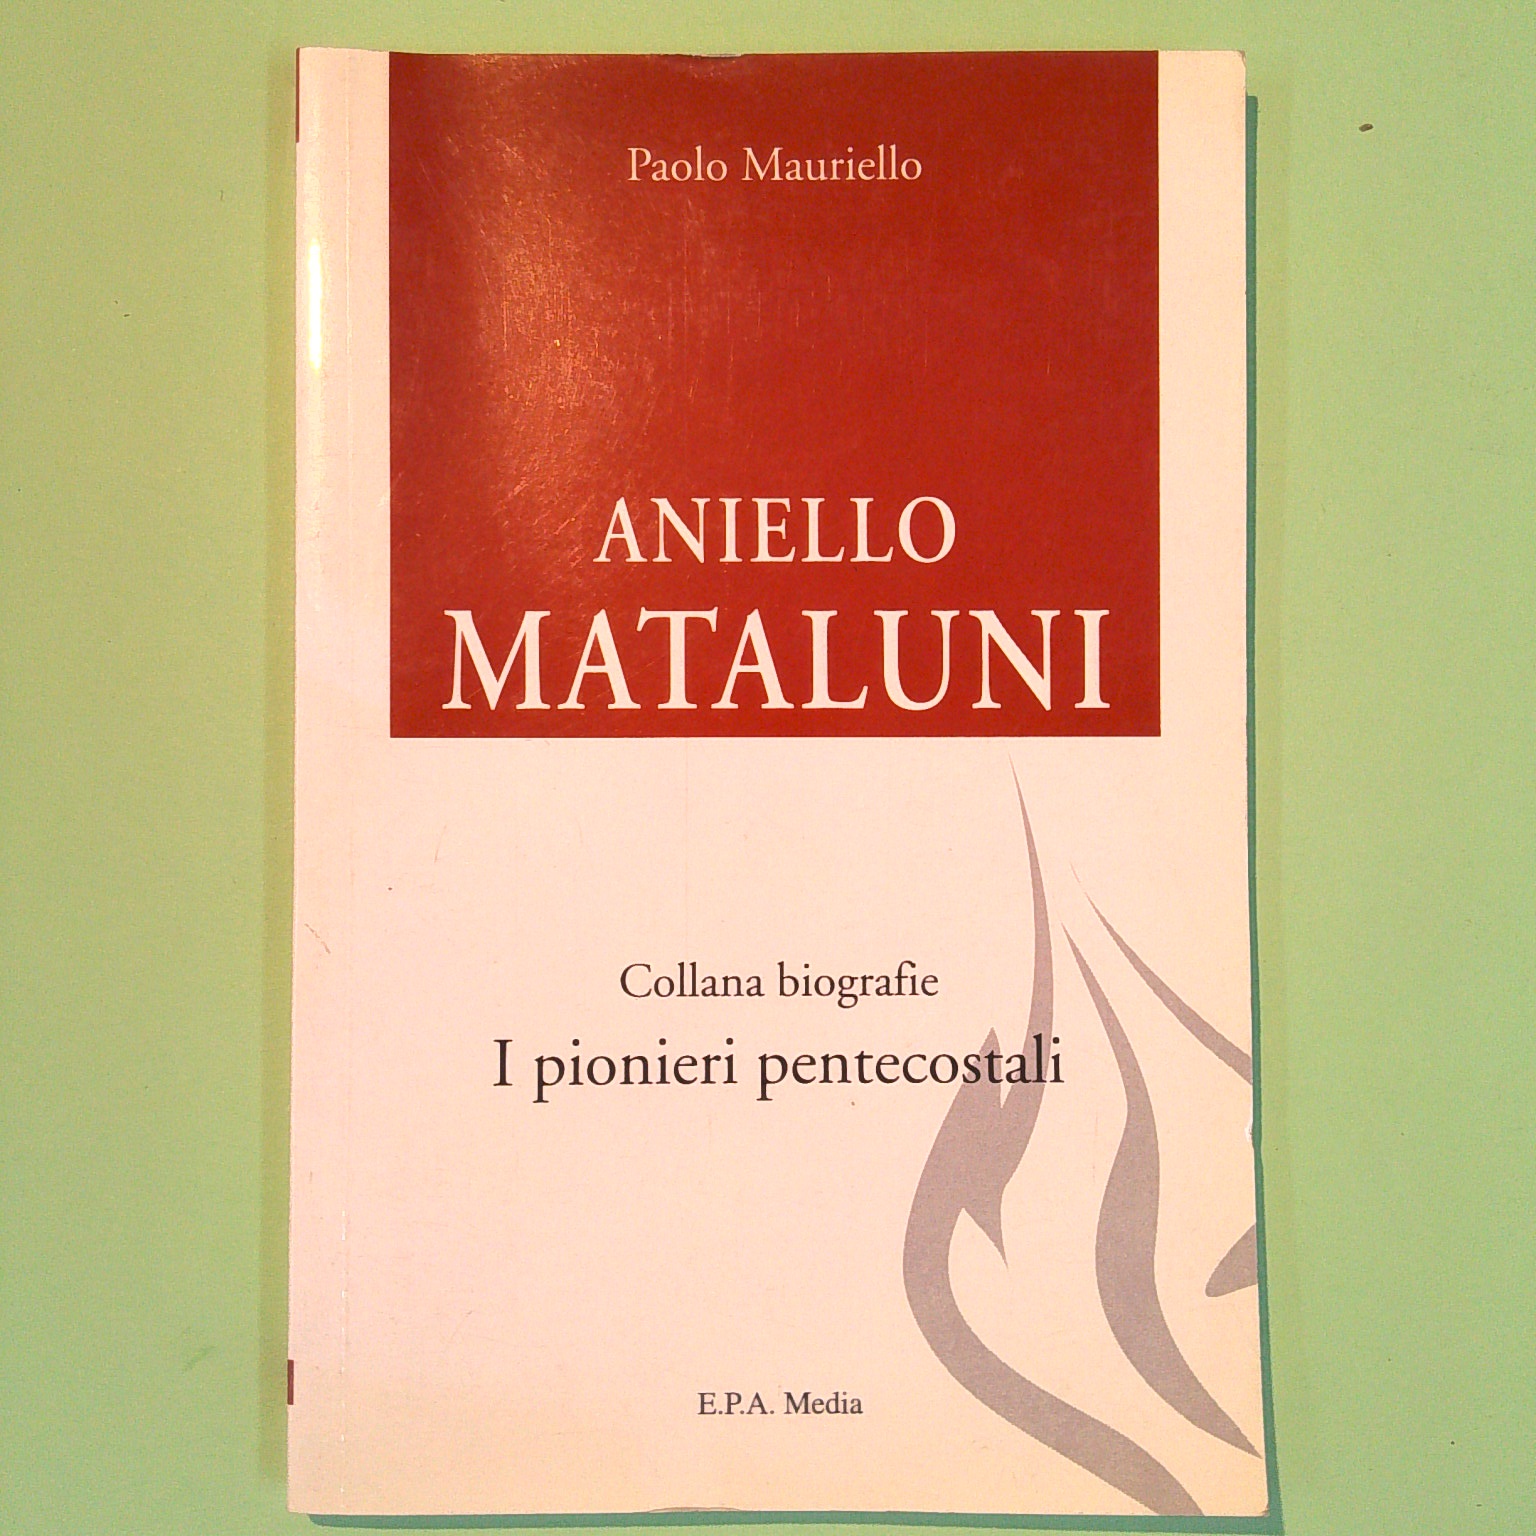 Paolo Mauriello
ANIELLO
MATALUNI
Collana biografie
I pionieri pentecostali
E.P.A. Media